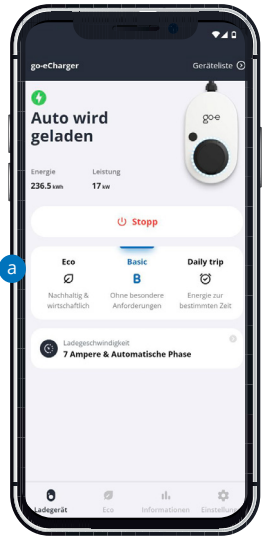 go-eCharger Geräteliste
Auto wird
geladen
go-e
Energie Leistung
236.5 kWh 17 kW
Stopp
Eco Basic Daily trip
B
Nachhaltig & Ohne besondere Energie zur
wirtschaftlich Anforderungen bestimmten Zeit
a
Ladegeschwindigkeit
7 Ampere & Automatische Phase
Ladegerät Eco Informationen Einstellung